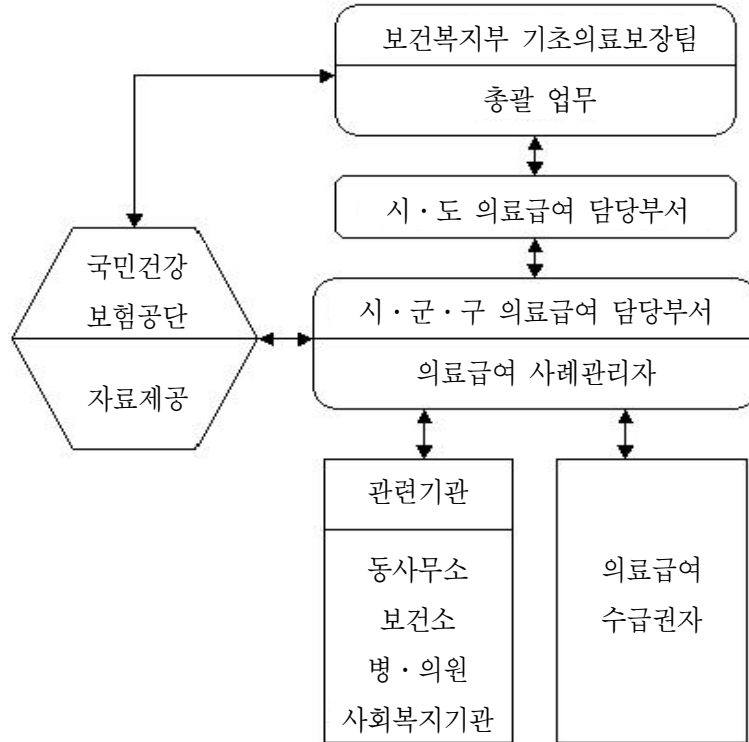 보건복지부 기초의료보장팀
총괄 업무
시·도 의료급여 담당부서
국민건강
보험공단
자료제공
시·군·구 의료급여 담당부서
의료급여 사례관리자
관련기관
동사무소
보건소
병·의원
사회복지기관
의료급여
수급권자